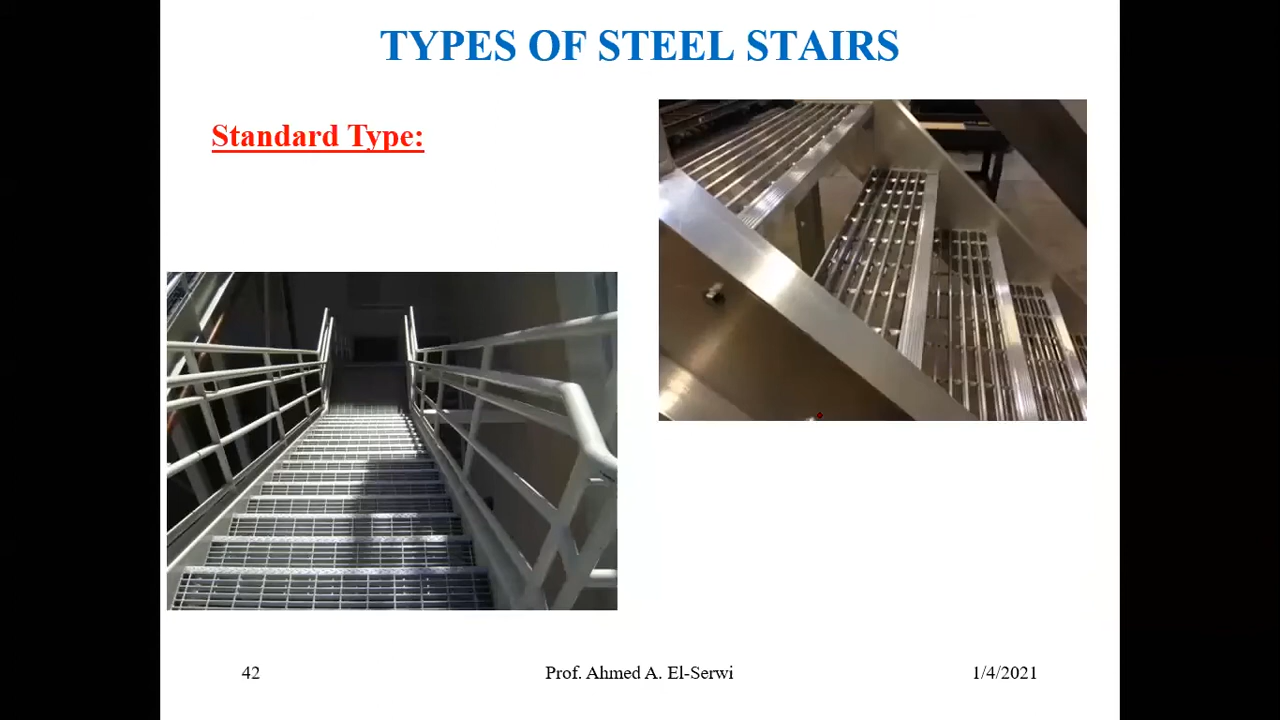 TYPES OF STEEL STAIRS
Standard Type:
42
Prof. Ahmed A. El-Serwi
1/4/2021